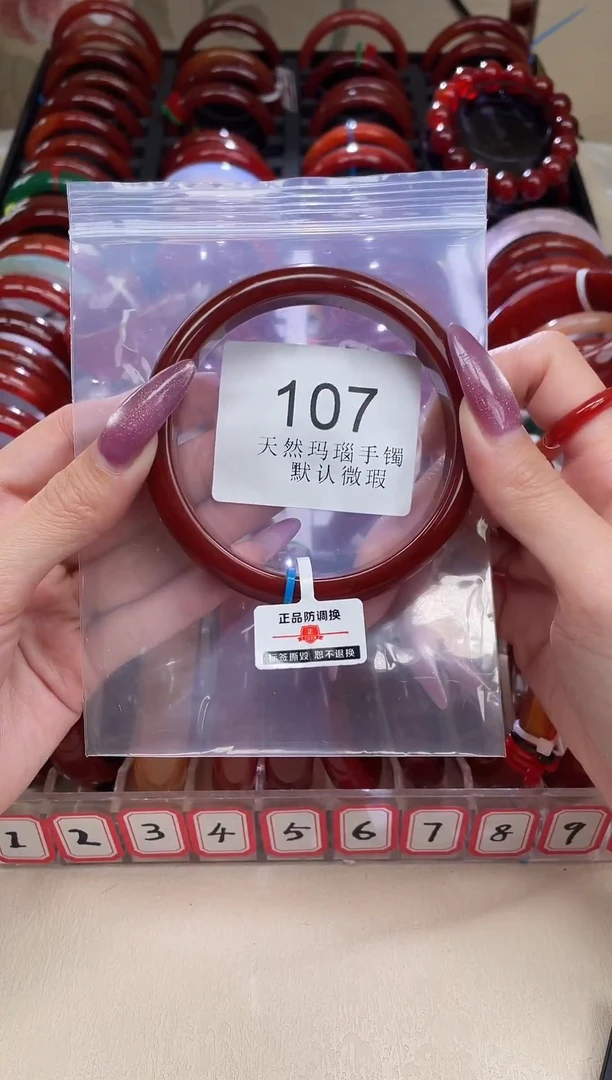 107
天然玛瑙手镯
默认微瑕
正品防调换
正
标签撕毁 恕不退换
1 2 3 4 5 6 7 8 9